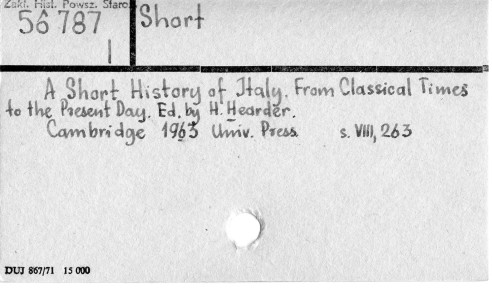 Zakł. Hist. Powsz. Staroż.
56 787
I
Short
A Short History of Italy. From Classical Times
to the Present Day. Ed. by H. Hearder.
Cambridge 1963 Univ. Press s. VIII, 263
DUJ 867/71 15 000